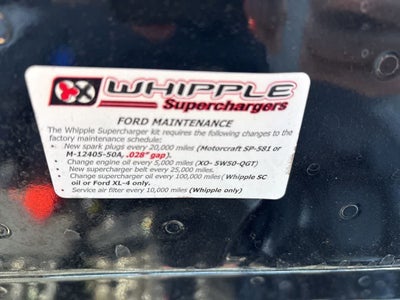 WHIPPLE
Superchargers
FORD MAINTENANCE
The Whipple Supercharger kit requires the following changes to the
factory maintenance schedule:
• New spark plugs every 20,000 miles (Motorcraft SP-581 or
M-12405-50A, .028" gap).
• Change engine oil every 5,000 miles (XO- 5W50-QGT)
• New supercharger belt every 25,000 miles.
• Change supercharger oil every 100,000 miles( Whipple SC
oil or Ford XL-4 only.
• Service air filter every 10,000 miles (Whipple only)